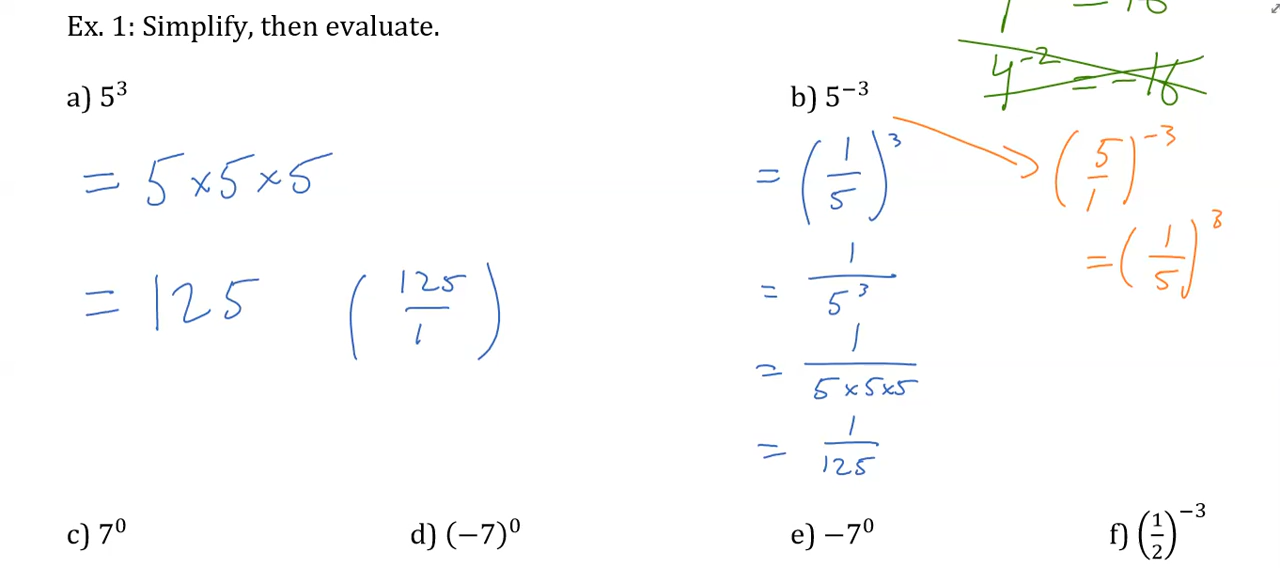 Ex. 1: Simplify, then evaluate.
= 16
4⁻² = -16
a) 5³
= 5 × 5 × 5
= 125 (125/1)
b) 5⁻³
= (1/5)³
= 1/5³
= 1/(5×5×5)
= 1/125
(5/1)⁻³
= (1/5)³
c) 7⁰
d) (−7)⁰
e) −7⁰
f) (1/2)⁻³